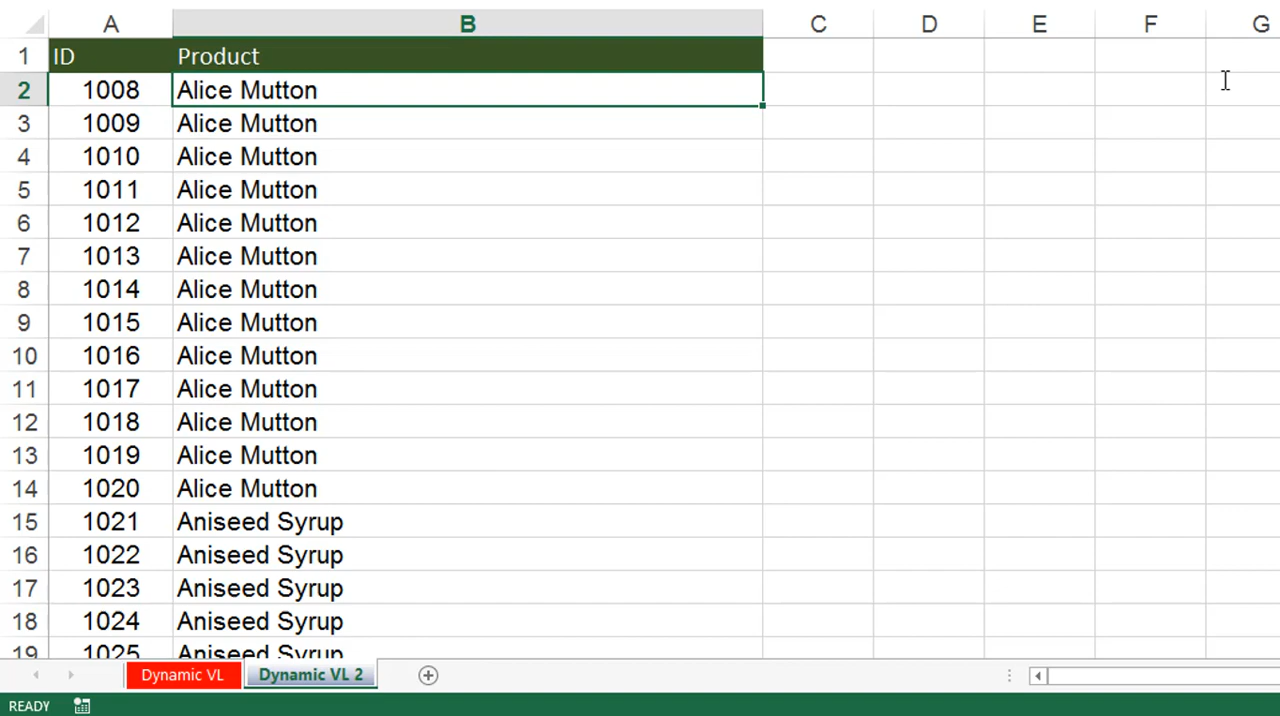 A B C D E F G
1 ID Product
2 1008 Alice Mutton
3 1009 Alice Mutton
4 1010 Alice Mutton
5 1011 Alice Mutton
6 1012 Alice Mutton
7 1013 Alice Mutton
8 1014 Alice Mutton
9 1015 Alice Mutton
10 1016 Alice Mutton
11 1017 Alice Mutton
12 1018 Alice Mutton
13 1019 Alice Mutton
14 1020 Alice Mutton
15 1021 Aniseed Syrup
16 1022 Aniseed Syrup
17 1023 Aniseed Syrup
18 1024 Aniseed Syrup
19 1025 Aniseed Syrup
Dynamic VL Dynamic VL 2
READY